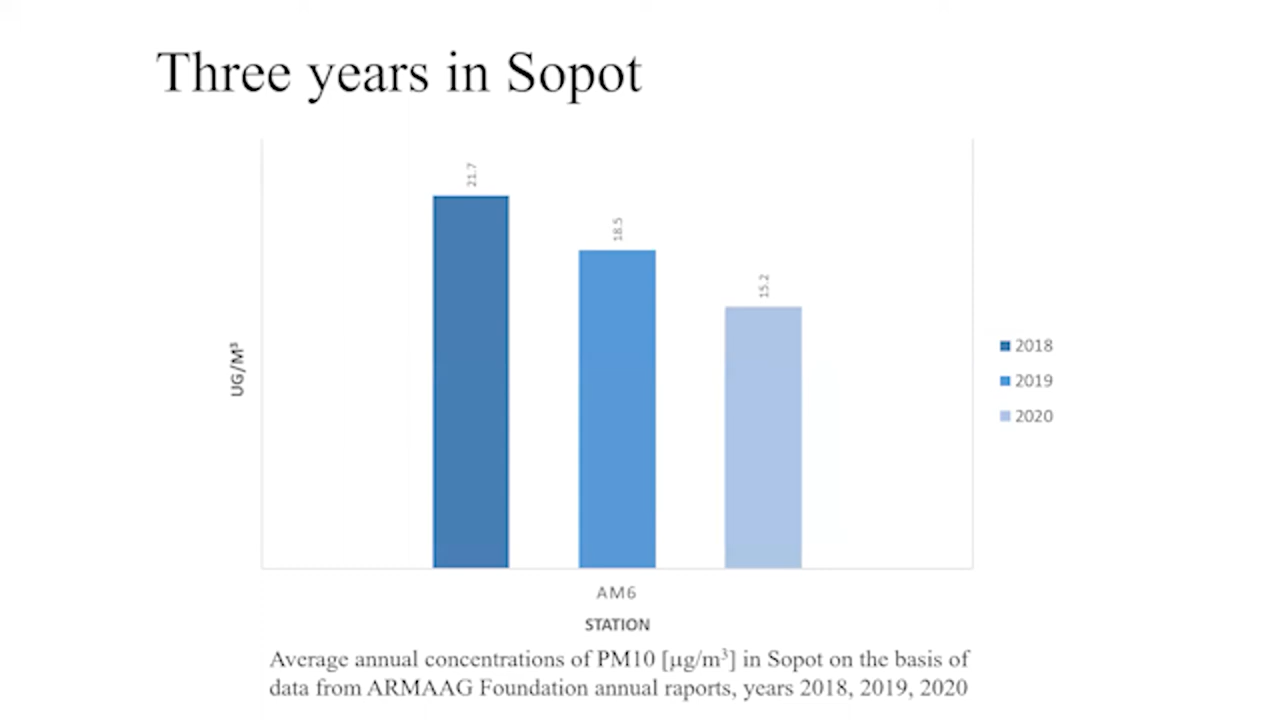 Three years in Sopot
21.7
18.5
15.2
UG/M³
2018
2019
2020
AM6
STATION
Average annual concentrations of PM10 [µg/m³] in Sopot on the basis of
data from ARMAAG Foundation annual raports, years 2018, 2019, 2020